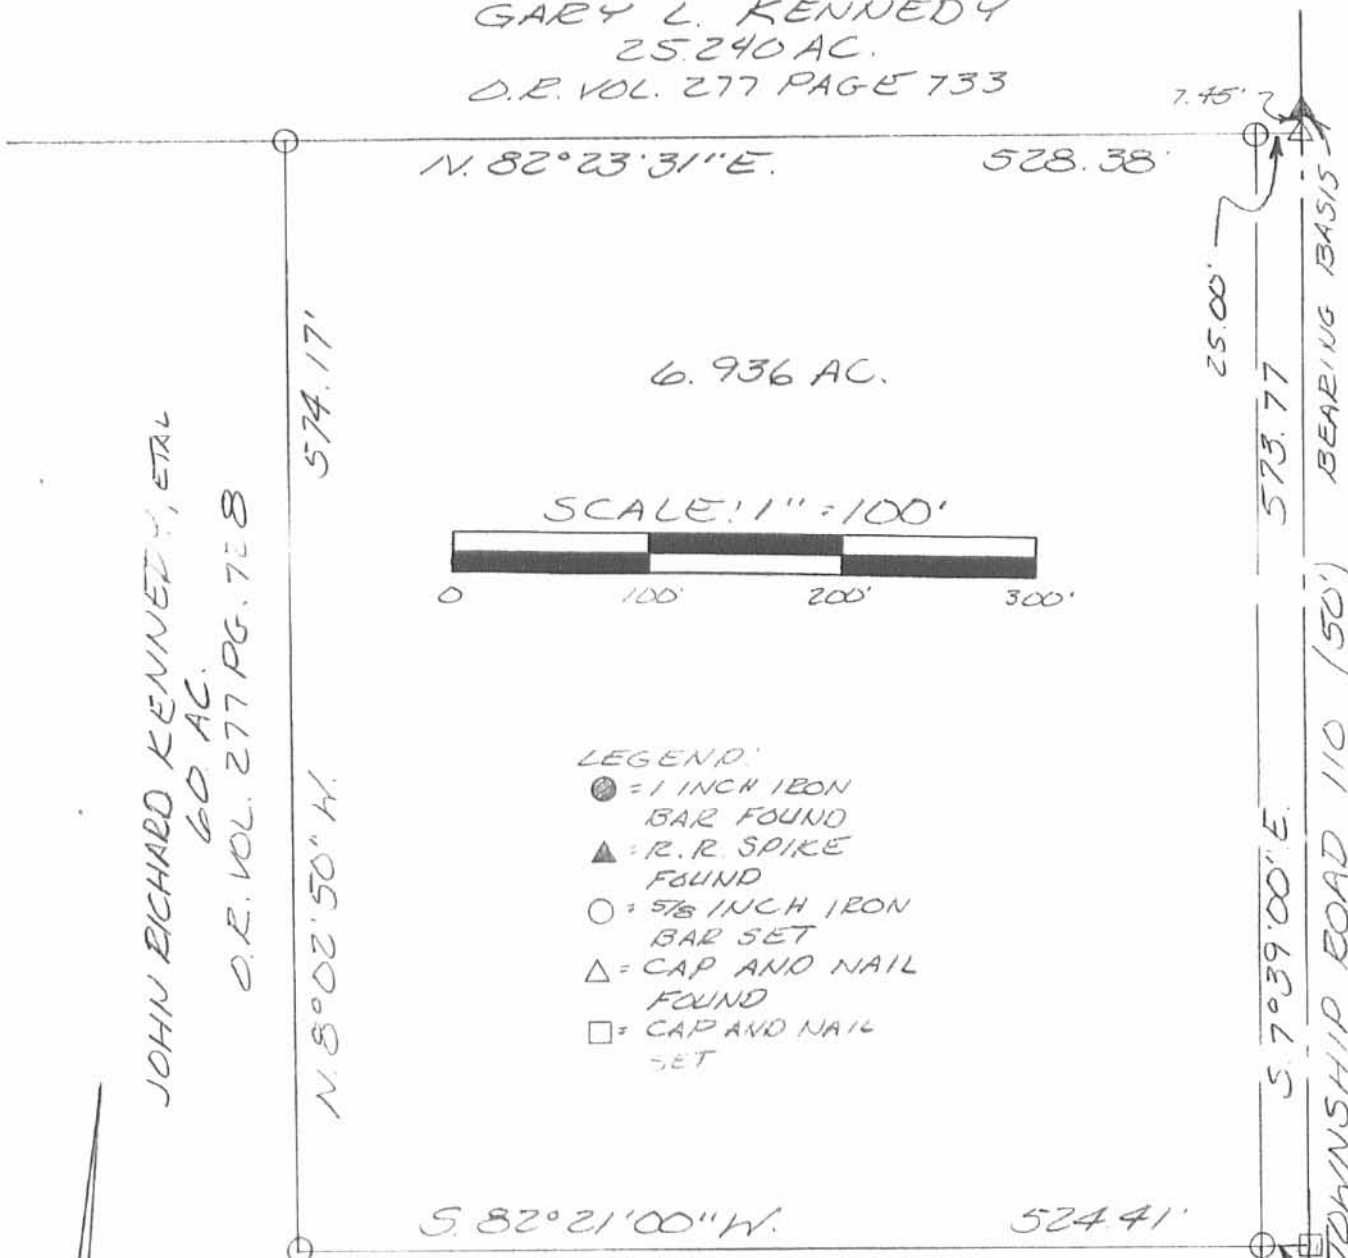 GARY L. KENNEDY
25.240 AC.
O.R. VOL. 277 PAGE 733
7.45'
N. 82°23'31"E. 528.38'
25.00'
BEARING BASIS
574.17'
6.936 AC.
573.77
JOHN RICHARD KENNEDY, ETAL
60 AC.
O.R. VOL. 277 PG. 728
SCALE: 1" = 100'
0 100' 200' 300'
LEGEND:
= 1 INCH IRON
BAR FOUND
= R.R. SPIKE
FOUND
= 5/8 INCH IRON
BAR SET
= CAP AND NAIL
FOUND
= CAP AND NAIL
SET
N. 8°02'50" W.
S. 7°39'00" E.
TOWNSHIP ROAD 110 (50')
S. 82°21'00" W. 524.41'